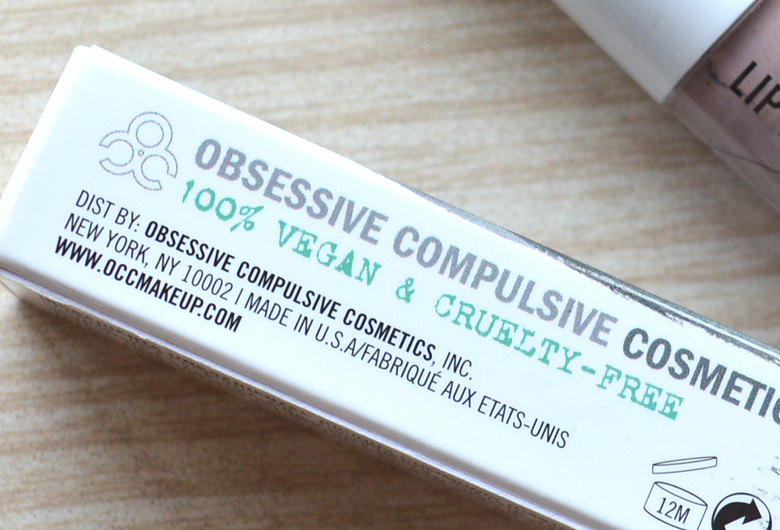 OBSESSIVE COMPULSIVE COSMETIC
100% VEGAN & CRUELTY-FREE
DIST BY: OBSESSIVE COMPULSIVE COSMETICS, INC.
NEW YORK, NY 10002 | MADE IN U.S.A/FABRIQUÉ AUX ETATS-UNIS
WWW.OCCMAKEUP.COM
12M
LIP